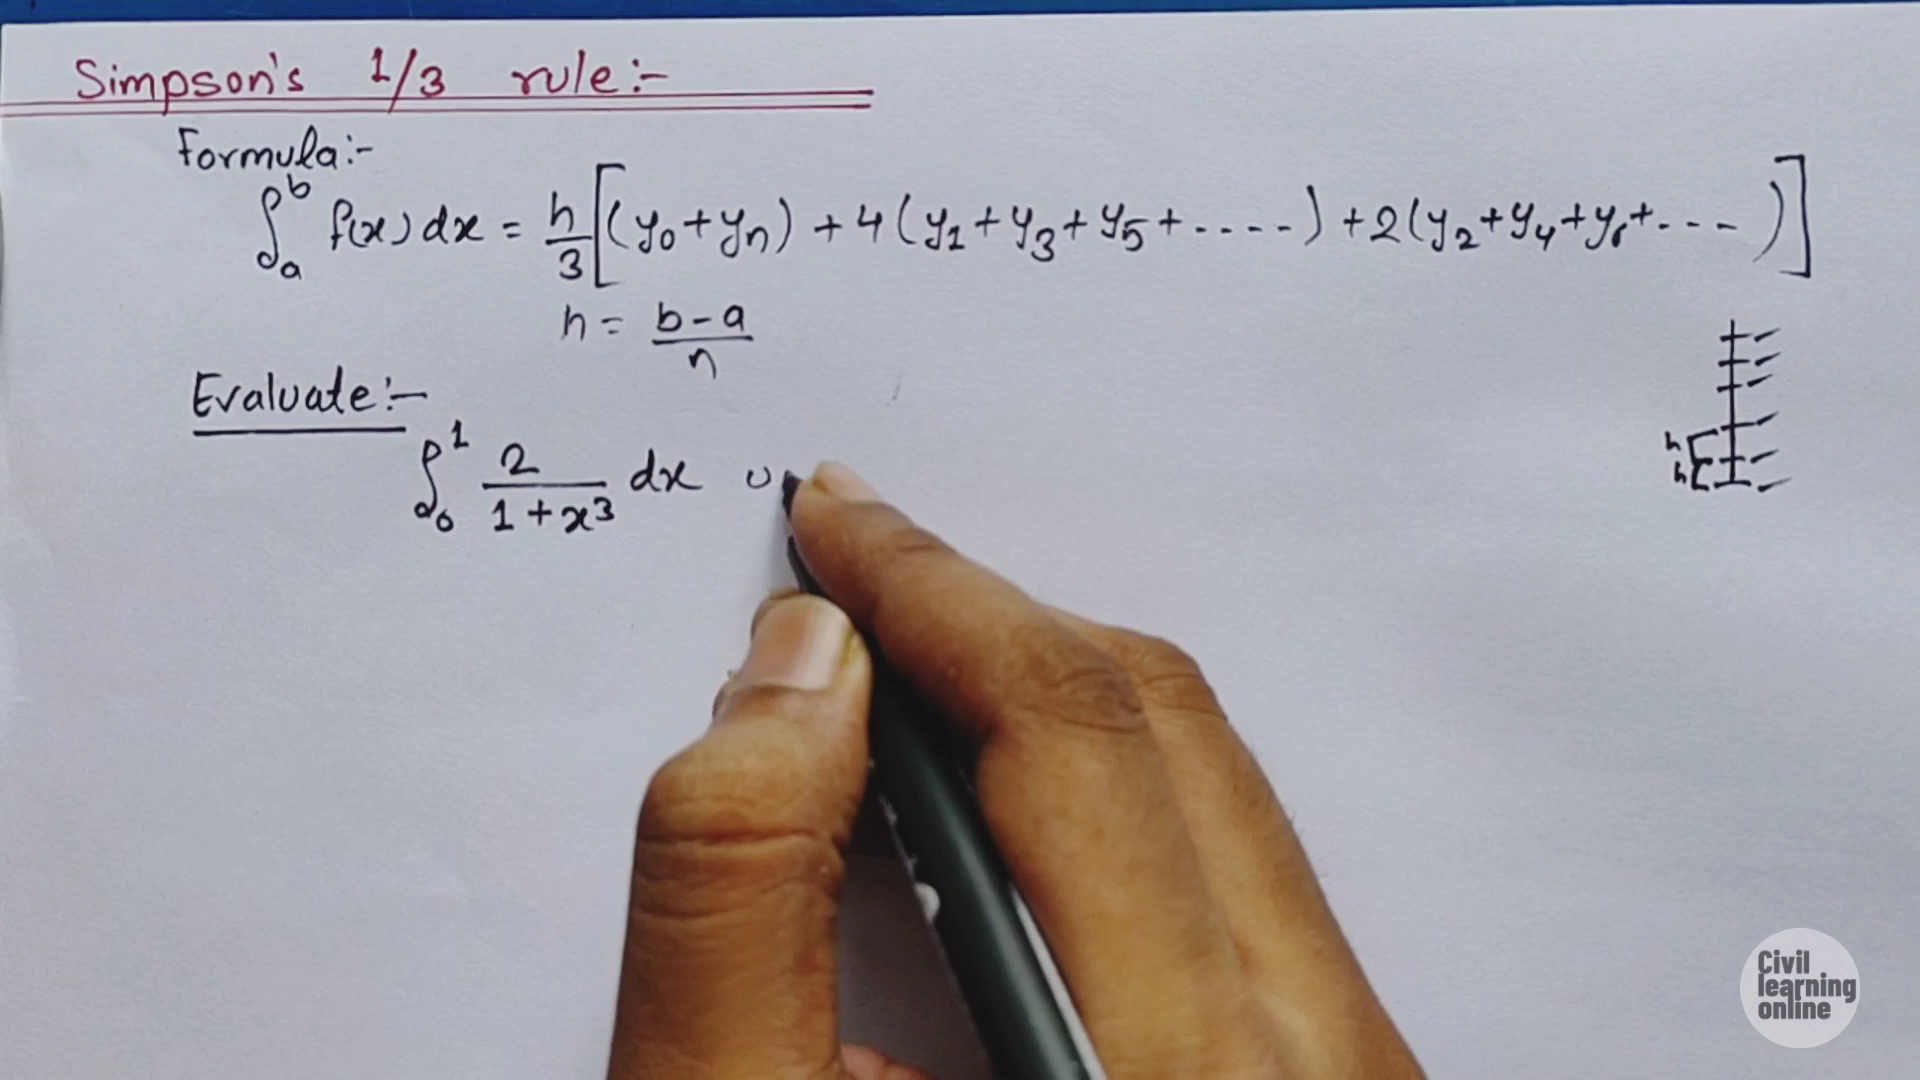 Simpson's 1/3 rule:-
Formula:-
∫_a^b f(x) dx = h/3 [(y₀+yₙ) + 4(y₁+y₃+y₅+....) + 2(y₂+y₄+y₆+....)]
h = (b-a)/n
Evaluate:-
∫_0^1 2/(1+x³) dx u
h
h
Civil
learning
online